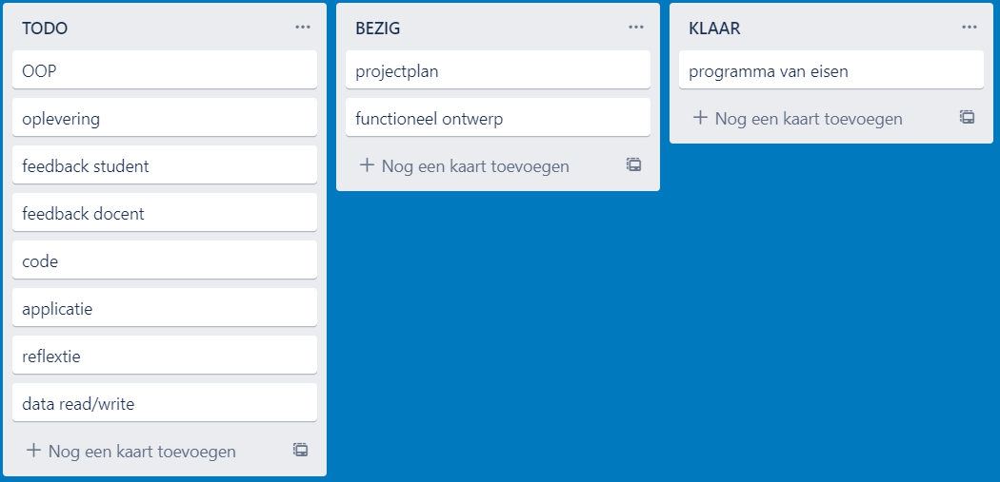 TODO
OOP
oplevering
feedback student
feedback docent
code
applicatie
reflextie
data read/write
Nog een kaart toevoegen
BEZIG
projectplan
functioneel ontwerp
Nog een kaart toevoegen
KLAAR
programma van eisen
Nog een kaart toevoegen